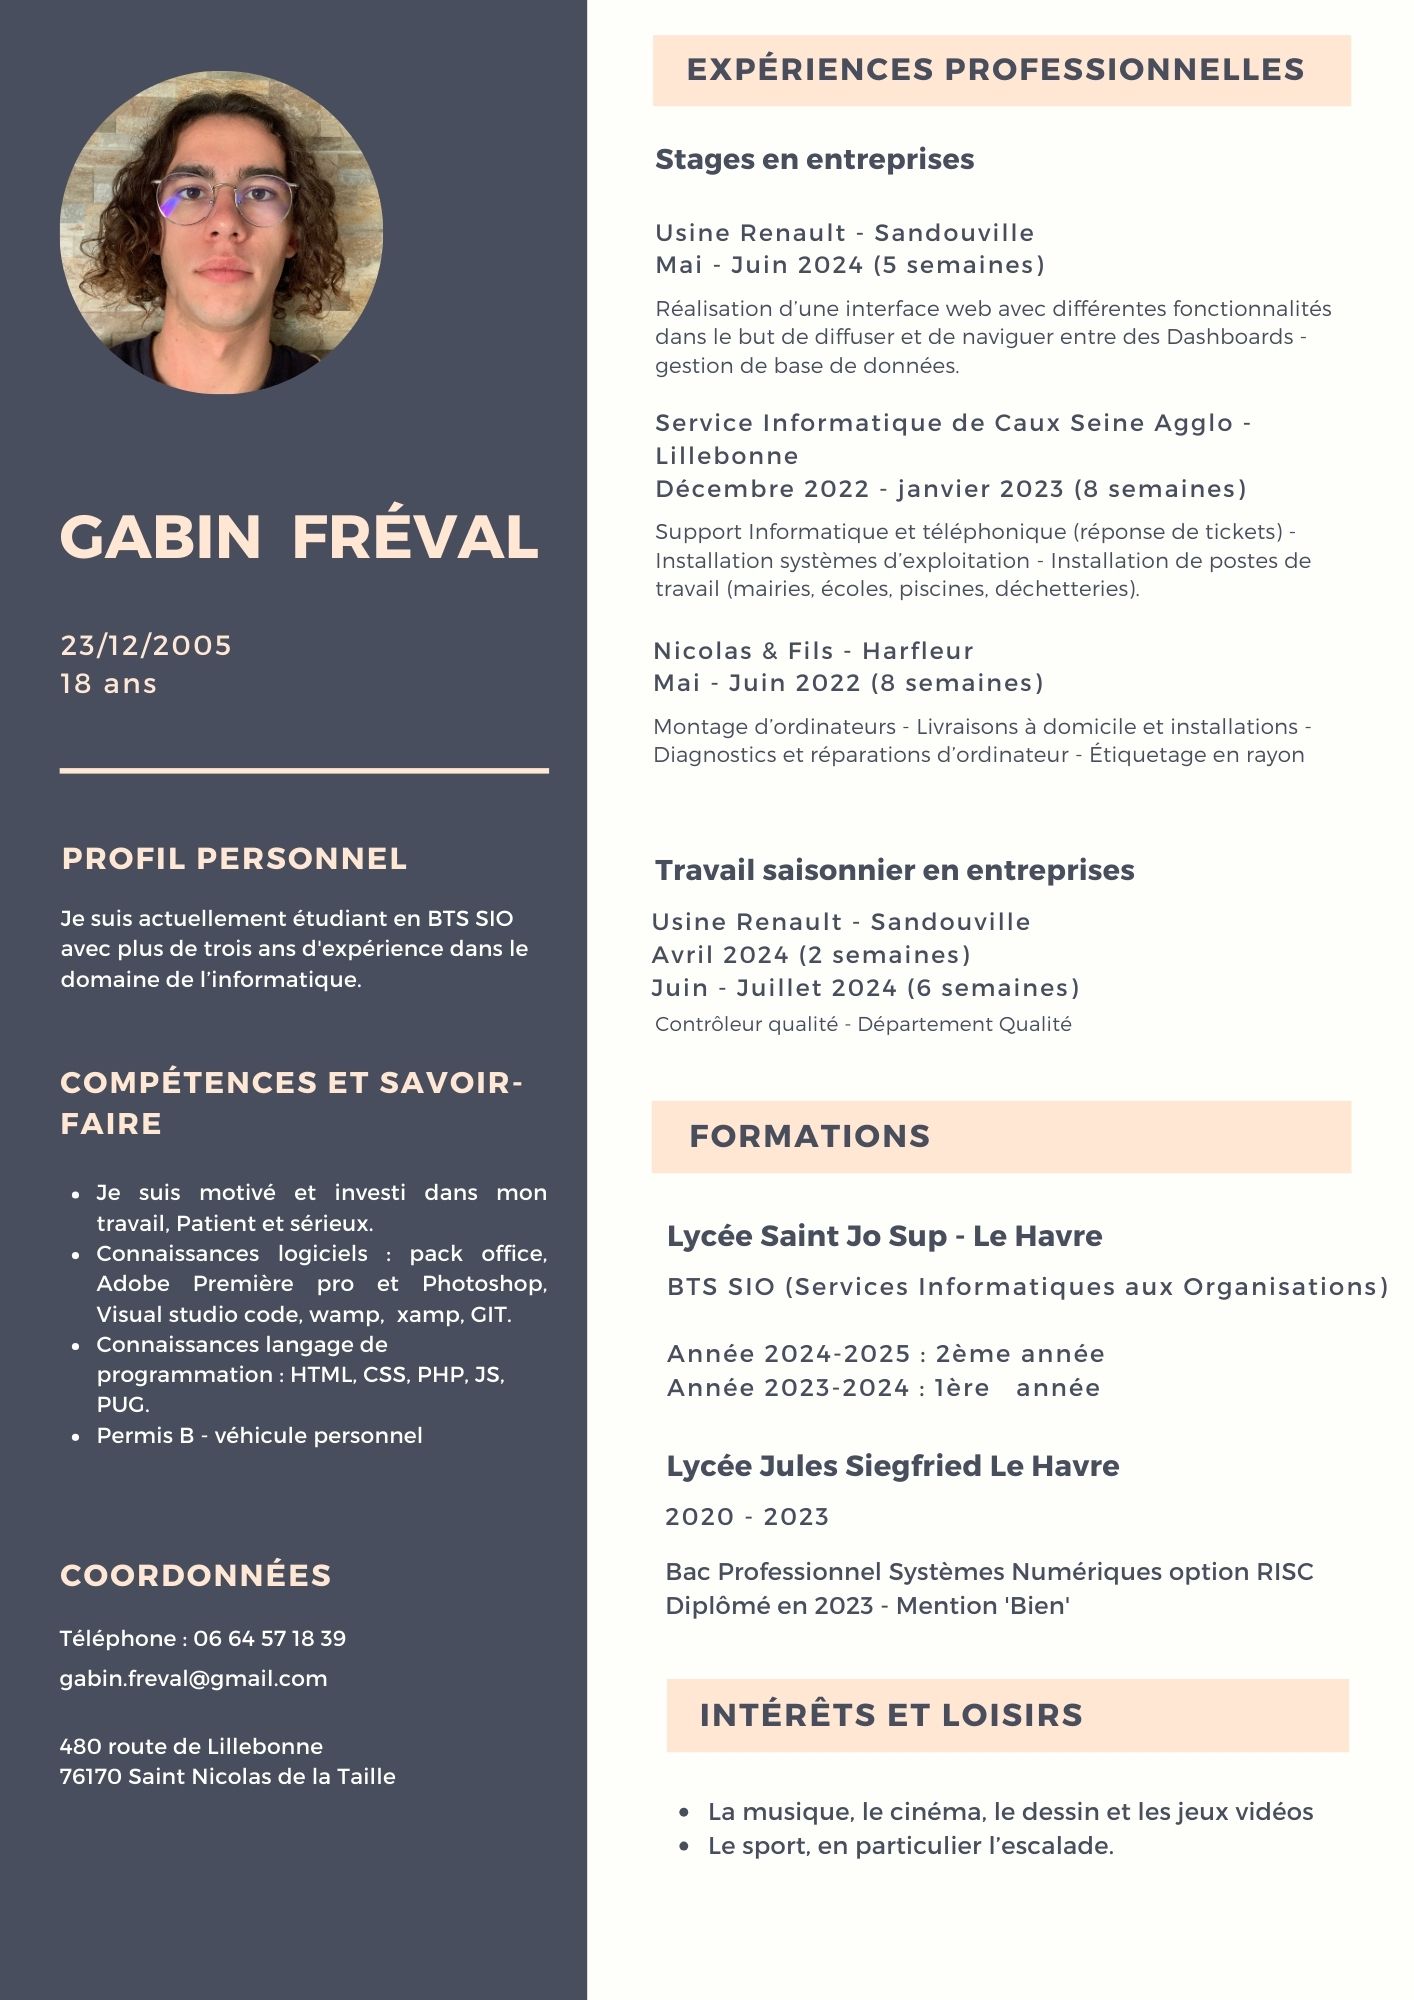 GABIN FRÉVAL
23/12/2005
18 ans
PROFIL PERSONNEL
Je suis actuellement étudiant en BTS SIO
avec plus de trois ans d'expérience dans le
domaine de l’informatique.
COMPÉTENCES ET SAVOIR-
FAIRE
• Je suis motivé et investi dans mon
travail, Patient et sérieux.
• Connaissances logiciels : pack office,
Adobe Première pro et Photoshop,
Visual studio code, wamp, xamp, GIT.
• Connaissances langage de
programmation : HTML, CSS, PHP, JS,
PUG.
• Permis B - véhicule personnel
COORDONNÉES
Téléphone : 06 64 57 18 39
gabin.freval@gmail.com
480 route de Lillebonne
76170 Saint Nicolas de la Taille
EXPÉRIENCES PROFESSIONNELLES
Stages en entreprises
Usine Renault - Sandouville
Mai - Juin 2024 (5 semaines)
Réalisation d’une interface web avec différentes fonctionnalités
dans le but de diffuser et de naviguer entre des Dashboards -
gestion de base de données.
Service Informatique de Caux Seine Agglo -
Lillebonne
Décembre 2022 - janvier 2023 (8 semaines)
Support Informatique et téléphonique (réponse de tickets) -
Installation systèmes d’exploitation - Installation de postes de
travail (mairies, écoles, piscines, déchetteries).
Nicolas & Fils - Harfleur
Mai - Juin 2022 (8 semaines)
Montage d’ordinateurs - Livraisons à domicile et installations -
Diagnostics et réparations d’ordinateur - Étiquetage en rayon
Travail saisonnier en entreprises
Usine Renault - Sandouville
Avril 2024 (2 semaines)
Juin - Juillet 2024 (6 semaines)
Contrôleur qualité - Département Qualité
FORMATIONS
Lycée Saint Jo Sup - Le Havre
BTS SIO (Services Informatiques aux Organisations)
Année 2024-2025 : 2ème année
Année 2023-2024 : 1ère année
Lycée Jules Siegfried Le Havre
2020 - 2023
Bac Professionnel Systèmes Numériques option RISC
Diplômé en 2023 - Mention 'Bien'
INTÉRÊTS ET LOISIRS
• La musique, le cinéma, le dessin et les jeux vidéos
• Le sport, en particulier l’escalade.